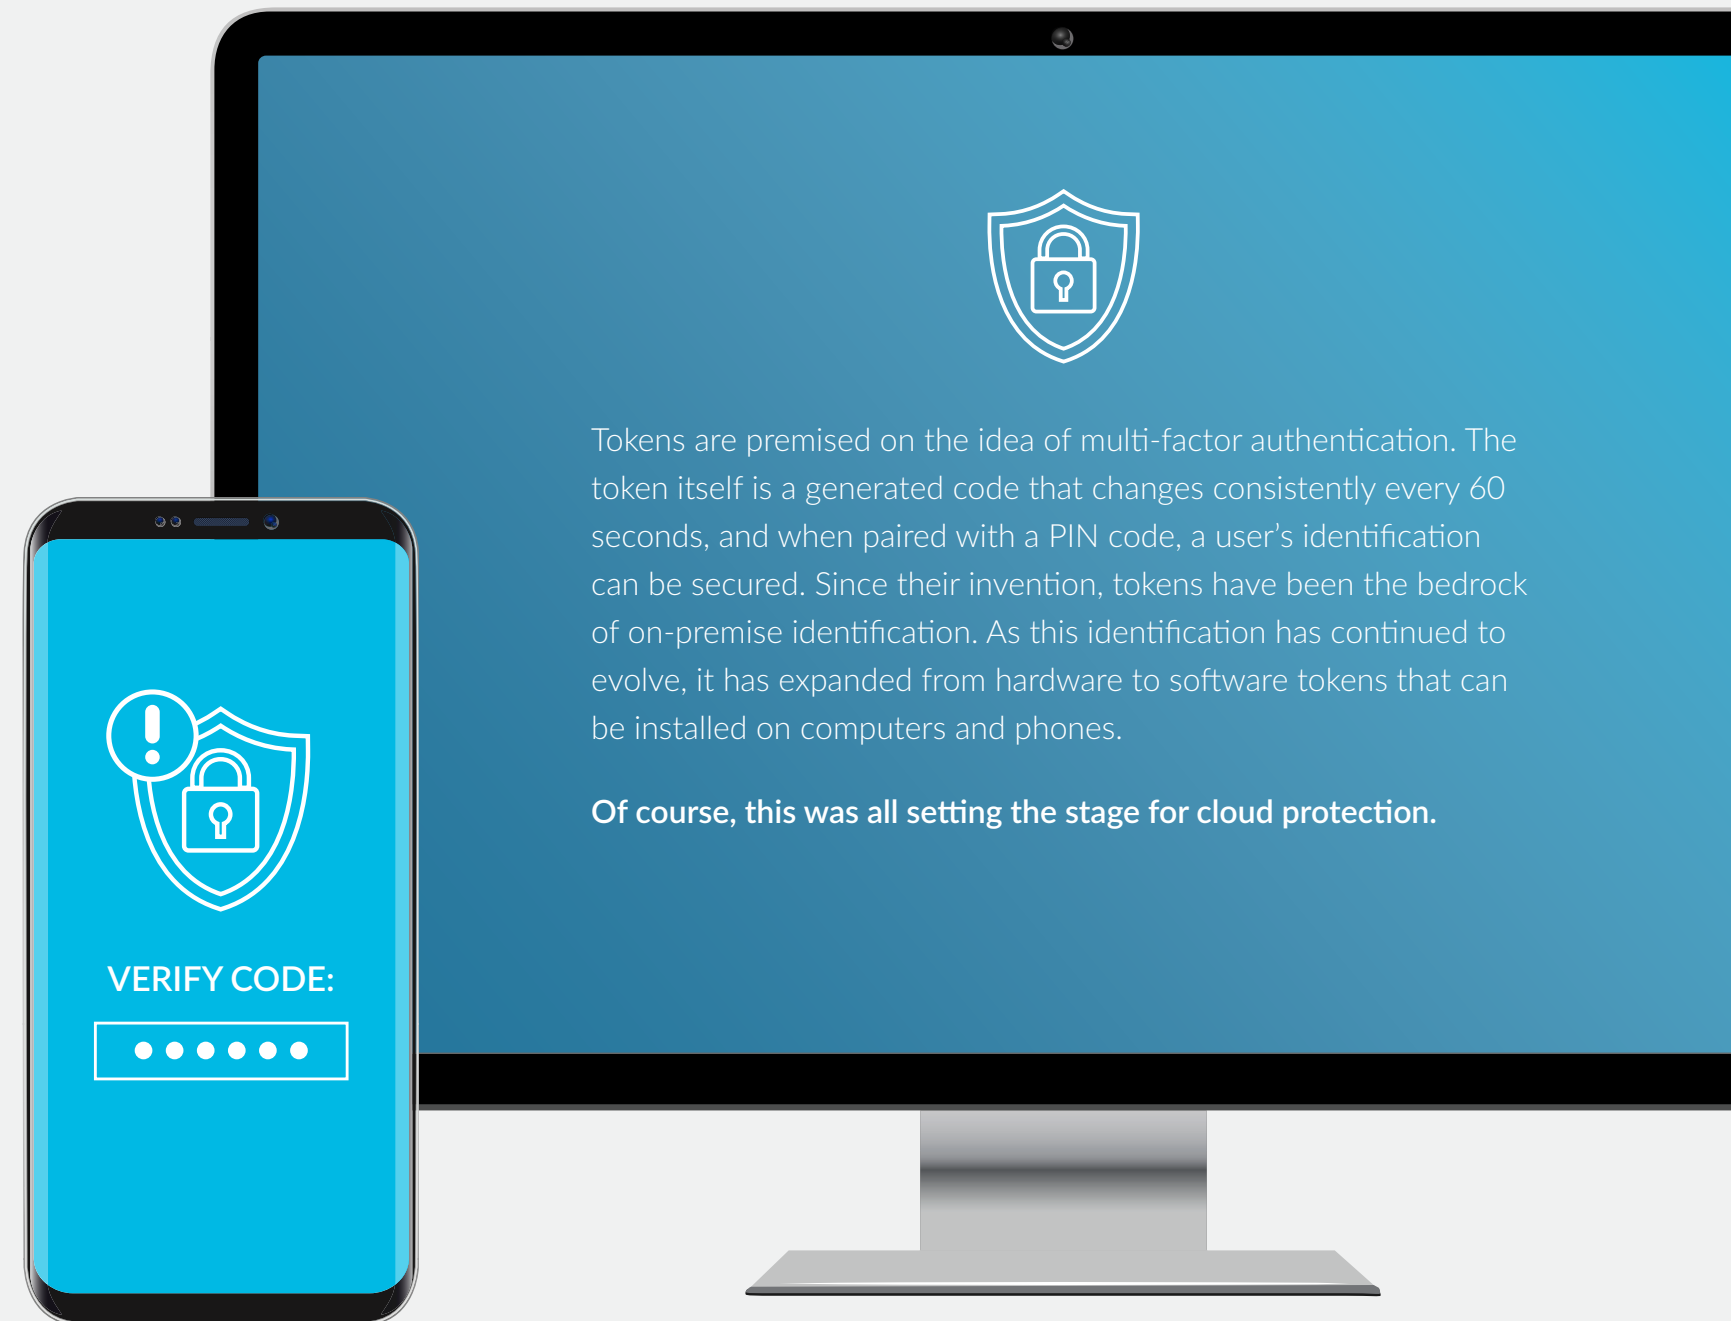 Tokens are premised on the idea of multi-factor authentication. The
token itself is a generated code that changes consistently every 60
seconds, and when paired with a PIN code, a user’s identification
can be secured. Since their invention, tokens have been the bedrock
of on-premise identification. As this identification has continued to
evolve, it has expanded from hardware to software tokens that can
be installed on computers and phones.
Of course, this was all setting the stage for cloud protection.
VERIFY CODE: